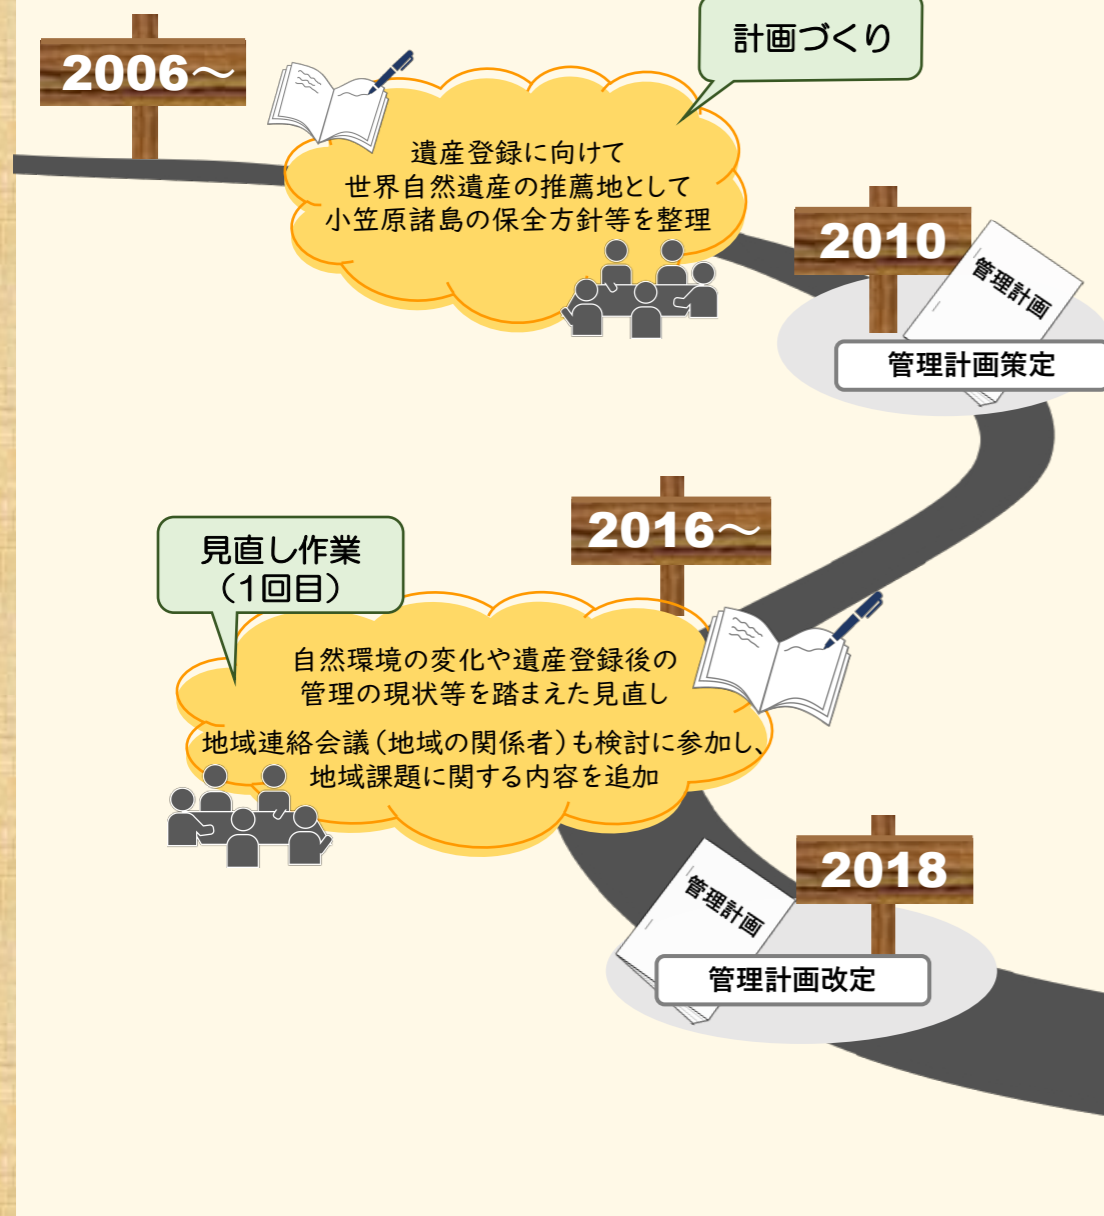 2006～
計画づくり
遺産登録に向けて
世界自然遺産の推薦地として
小笠原諸島の保全方針等を整理
2010
管理計画
管理計画策定
2016～
見直し作業
（1回目）
自然環境の変化や遺産登録後の
管理の現状等を踏まえた見直し
地域連絡会議（地域の関係者）も検討に参加し、
地域課題に関する内容を追加
2018
管理計画
管理計画改定